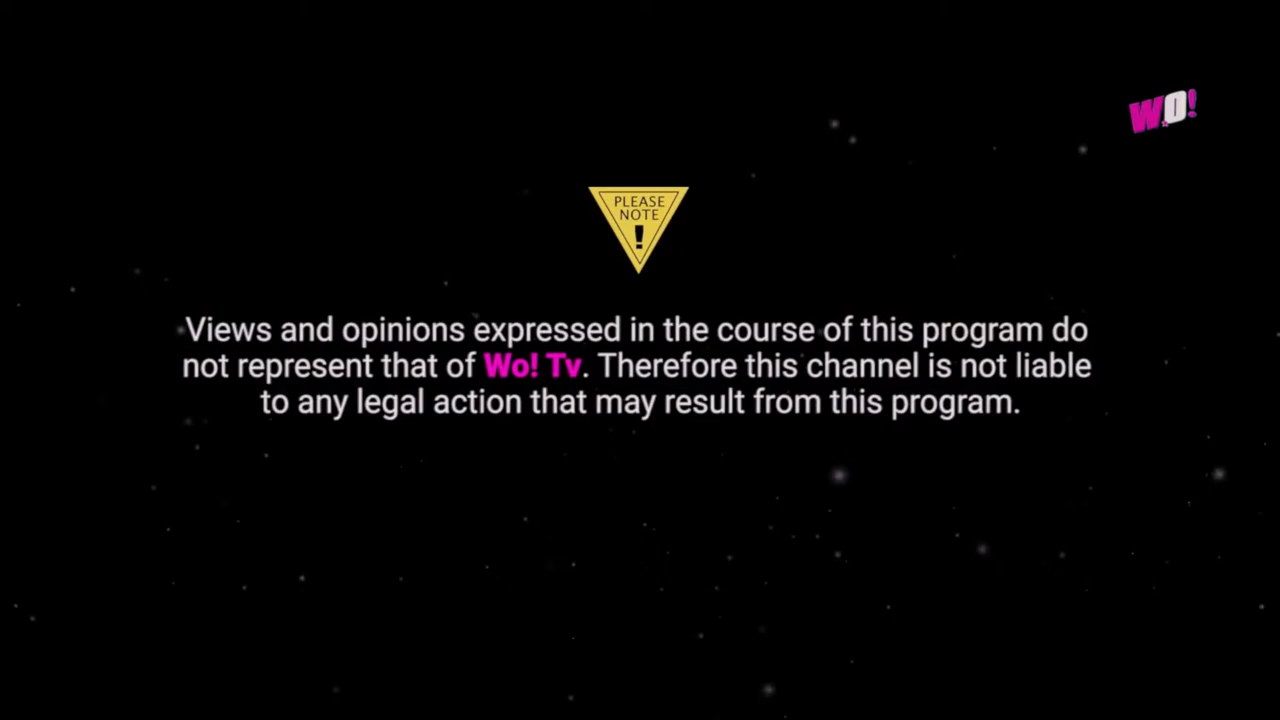 W.O!
PLEASE
NOTE
!
Views and opinions expressed in the course of this program do
not represent that of Wo! Tv. Therefore this channel is not liable
to any legal action that may result from this program.